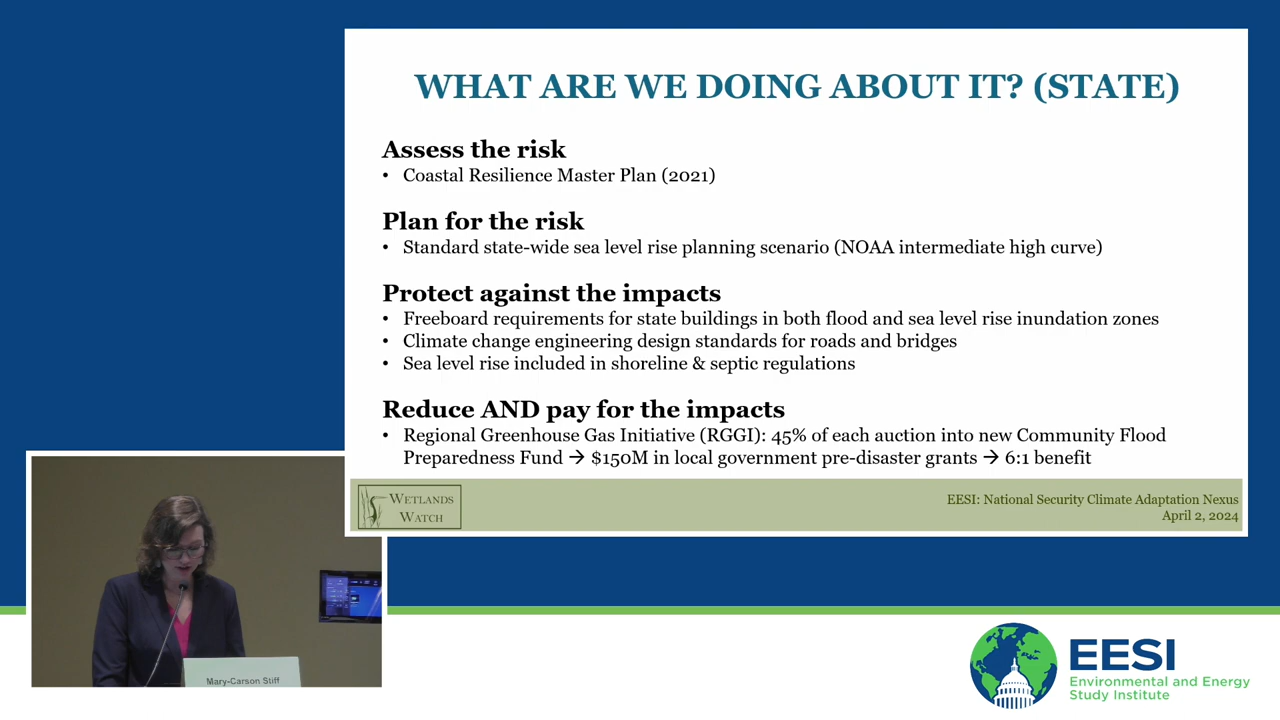 WHAT ARE WE DOING ABOUT IT? (STATE)
Assess the risk
• Coastal Resilience Master Plan (2021)
Plan for the risk
• Standard state-wide sea level rise planning scenario (NOAA intermediate high curve)
Protect against the impacts
• Freeboard requirements for state buildings in both flood and sea level rise inundation zones
• Climate change engineering design standards for roads and bridges
• Sea level rise included in shoreline & septic regulations
Reduce AND pay for the impacts
• Regional Greenhouse Gas Initiative (RGGI): 45% of each auction into new Community Flood
Preparedness Fund → $150M in local government pre-disaster grants → 6:1 benefit
WETLANDS
WATCH
EESI: National Security Climate Adaptation Nexus
April 2, 2024
Mary-Carson Stiff
EESI
Environmental and Energy
Study Institute